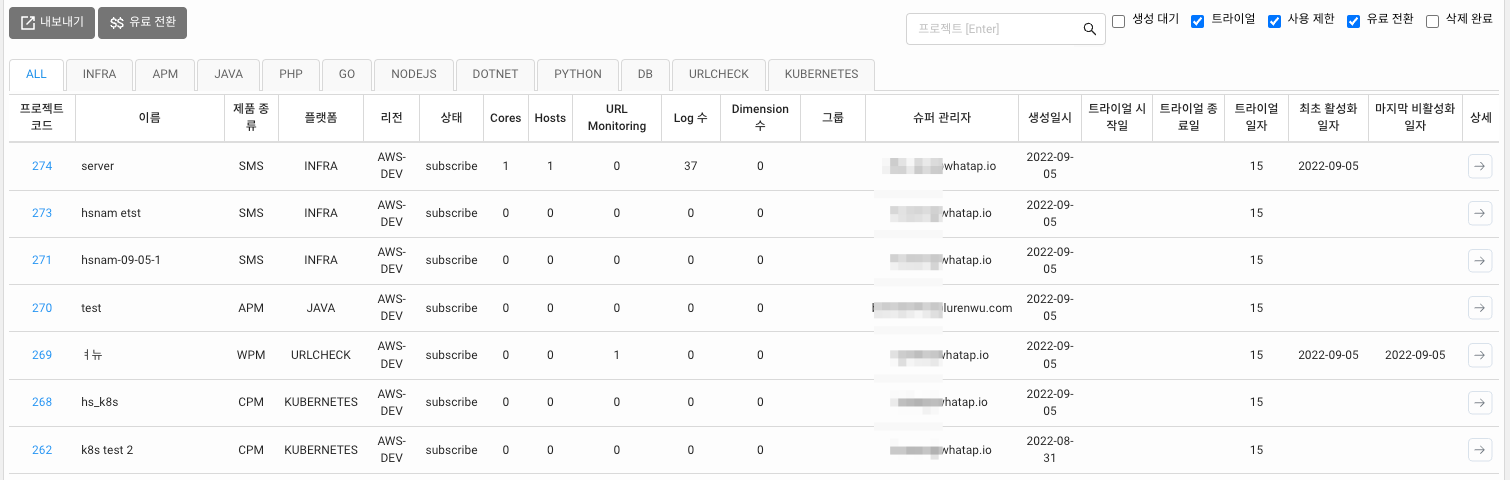 내보내기 $$ 유료 전환
프로젝트 [Enter] 생성 대기 트라이얼 사용 제한 유료 전환 삭제 완료
ALL INFRA APM JAVA PHP GO NODEJS DOTNET PYTHON DB URLCHECK KUBERNETES
프로젝트 코드 이름 제품 종류 플랫폼 리전 상태 Cores Hosts URL Monitoring Log 수 Dimension 수 그룹 슈퍼 관리자 생성일시 트라이얼 시작일 트라이얼 종료일 트라이얼 일자 최초 활성화 일자 마지막 비활성화 일자 상세
274 server SMS INFRA AWS-DEV subscribe 1 1 0 37 0 whatap.io 2022-09-05 15 2022-09-05
273 hsnam etst SMS INFRA AWS-DEV subscribe 0 0 0 0 0 whatap.io 2022-09-05 15
271 hsnam-09-05-1 SMS INFRA AWS-DEV subscribe 0 0 0 0 0 whatap.io 2022-09-05 15
270 test APM JAVA AWS-DEV subscribe 0 0 0 0 0 lurenwu.com 2022-09-05 15
269 ㅕ뉴 WPM URLCHECK AWS-DEV subscribe 0 0 1 0 0 whatap.io 2022-09-05 15 2022-09-05 2022-09-05
268 hs_k8s CPM KUBERNETES AWS-DEV subscribe 0 0 0 0 0 hatap.io 2022-09-05 15
262 k8s test 2 CPM KUBERNETES AWS-DEV subscribe 0 0 0 0 0 whatap.io 2022-08-31 15